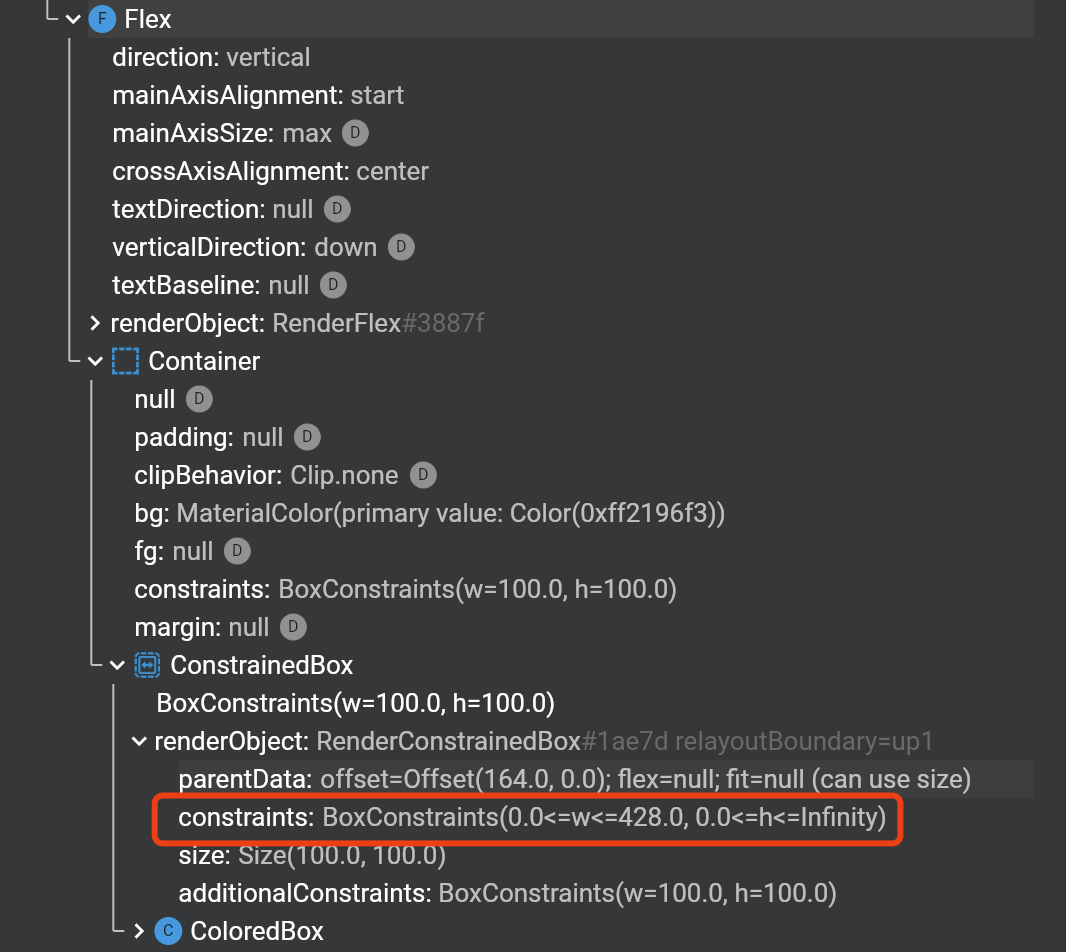 F Flex
direction: vertical
mainAxisAlignment: start
mainAxisSize: max D
crossAxisAlignment: center
textDirection: null D
verticalDirection: down D
textBaseline: null D
renderObject: RenderFlex#3887f
Container
null D
padding: null D
clipBehavior: Clip.none D
bg: MaterialColor(primary value: Color(0xff2196f3))
fg: null D
constraints: BoxConstraints(w=100.0, h=100.0)
margin: null D
ConstrainedBox
BoxConstraints(w=100.0, h=100.0)
renderObject: RenderConstrainedBox#1ae7d relayoutBoundary=up1
parentData: offset=Offset(164.0, 0.0); flex=null; fit=null (can use size)
constraints: BoxConstraints(0.0<=w<=428.0, 0.0<=h<=Infinity)
size: Size(100.0, 100.0)
additionalConstraints: BoxConstraints(w=100.0, h=100.0)
C ColoredBox